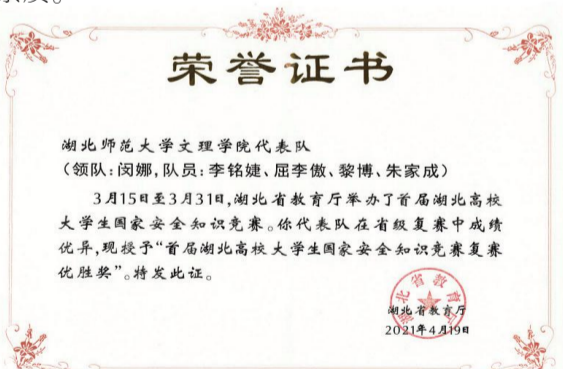 荣誉证书
湖北师范大学文理学院代表队
（领队:闵娜,队员:李铭婕、屈李傲、黎博、朱家成）
3月15日至3月31日,湖北省教育厅举办了首届湖北高校
大学生国家安全知识竞赛。你代表队在省级复赛中成绩
优异,现授予“首届湖北高校大学生国家安全知识竞赛复赛
优胜奖”。特发此证。
湖北省教育厅
2021年4月19日